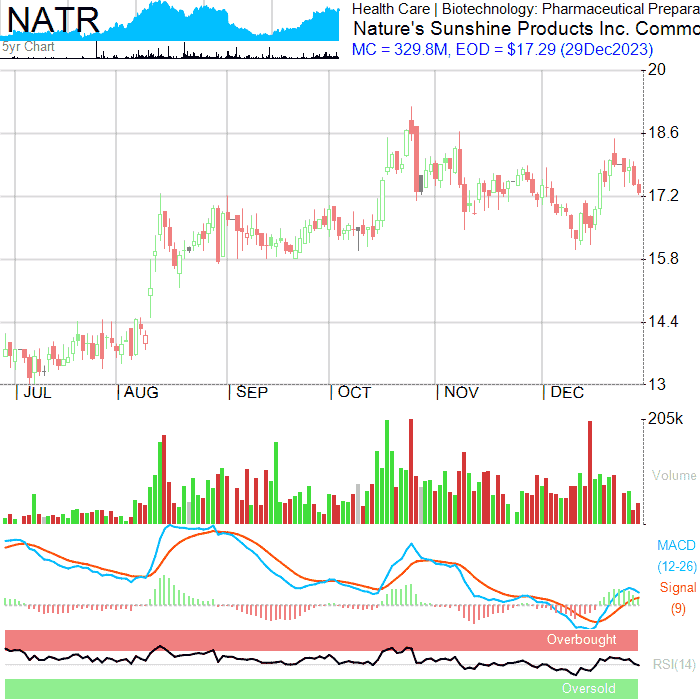 NATR
5yr Chart
Health Care | Biotechnology: Pharmaceutical Prepara
Nature's Sunshine Products Inc. Commo
MC = 329.8M, EOD = $17.29 (29Dec2023)
20
18.6
17.2
15.8
14.4
13
JUL AUG SEP OCT NOV DEC
205k
Volume
MACD
(12-26)
Signal
(9)
Overbought
RSI(14)
Oversold